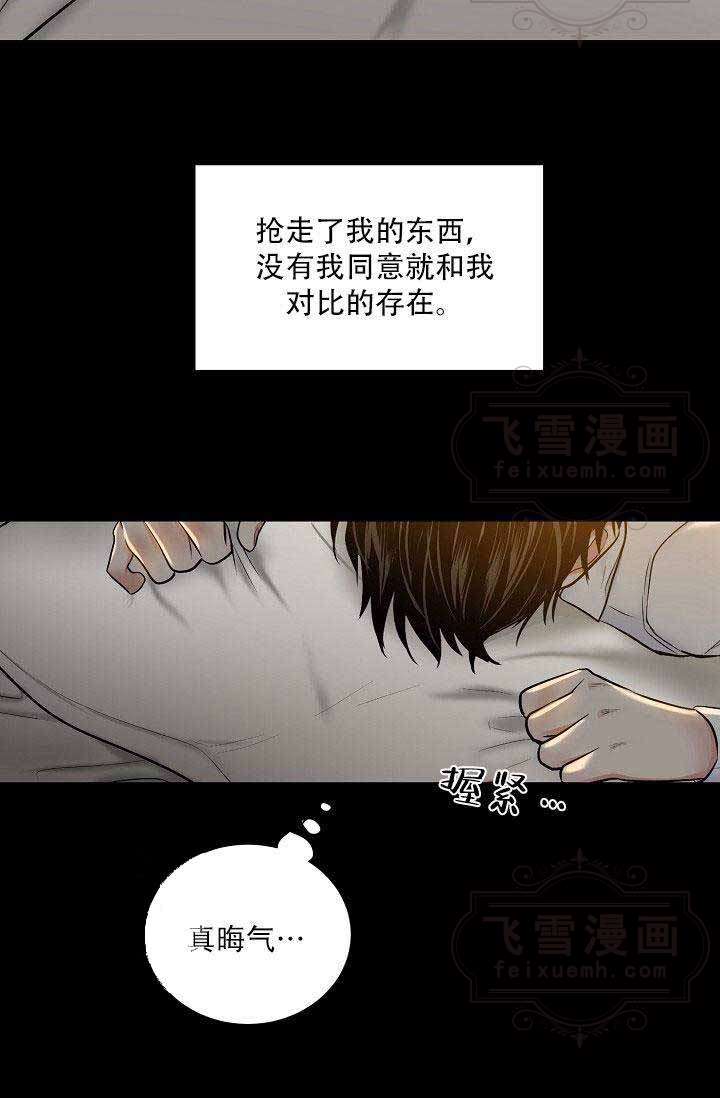 抢走了我的东西，
没有我同意就和我
对比的存在。
飞雪漫画
feixuemh.com
握紧…
真晦气…
飞雪漫画
feixuemh.com